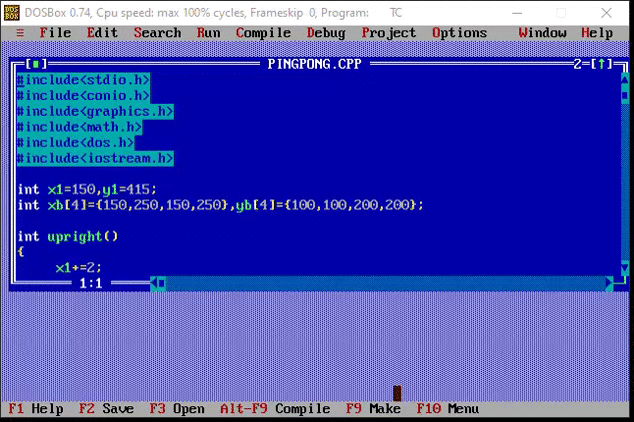 DOS BOX DOSBox 0.74, Cpu speed: max 100% cycles, Frameskip 0, Program: TC
≡ File Edit Search Run Compile Debug Project Options Window Help
[■] PINGPONG.CPP 2=[↑]
#include<stdio.h>
#include<conio.h>
#include<graphics.h>
#include<math.h>
#include<dos.h>
#include<iostream.h>
int x1=150,y1=415;
int xb[4]={150,250,150,250},yb[4]={100,100,200,200};
int upright()
{
x1+=2;
1:1
F1 Help F2 Save F3 Open Alt-F9 Compile F9 Make F10 Menu